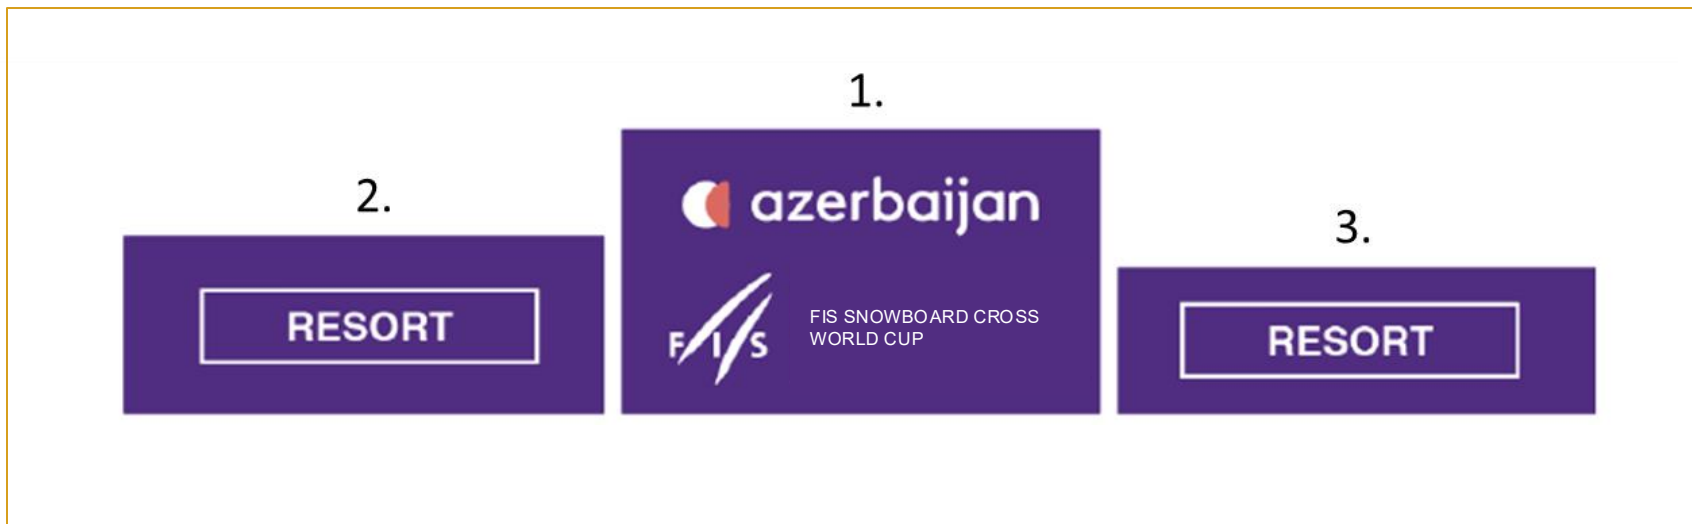 1.
2.
azerbaijan
3.
RESORT
FIS
FIS SNOWBOARD CROSS
WORLD CUP
RESORT